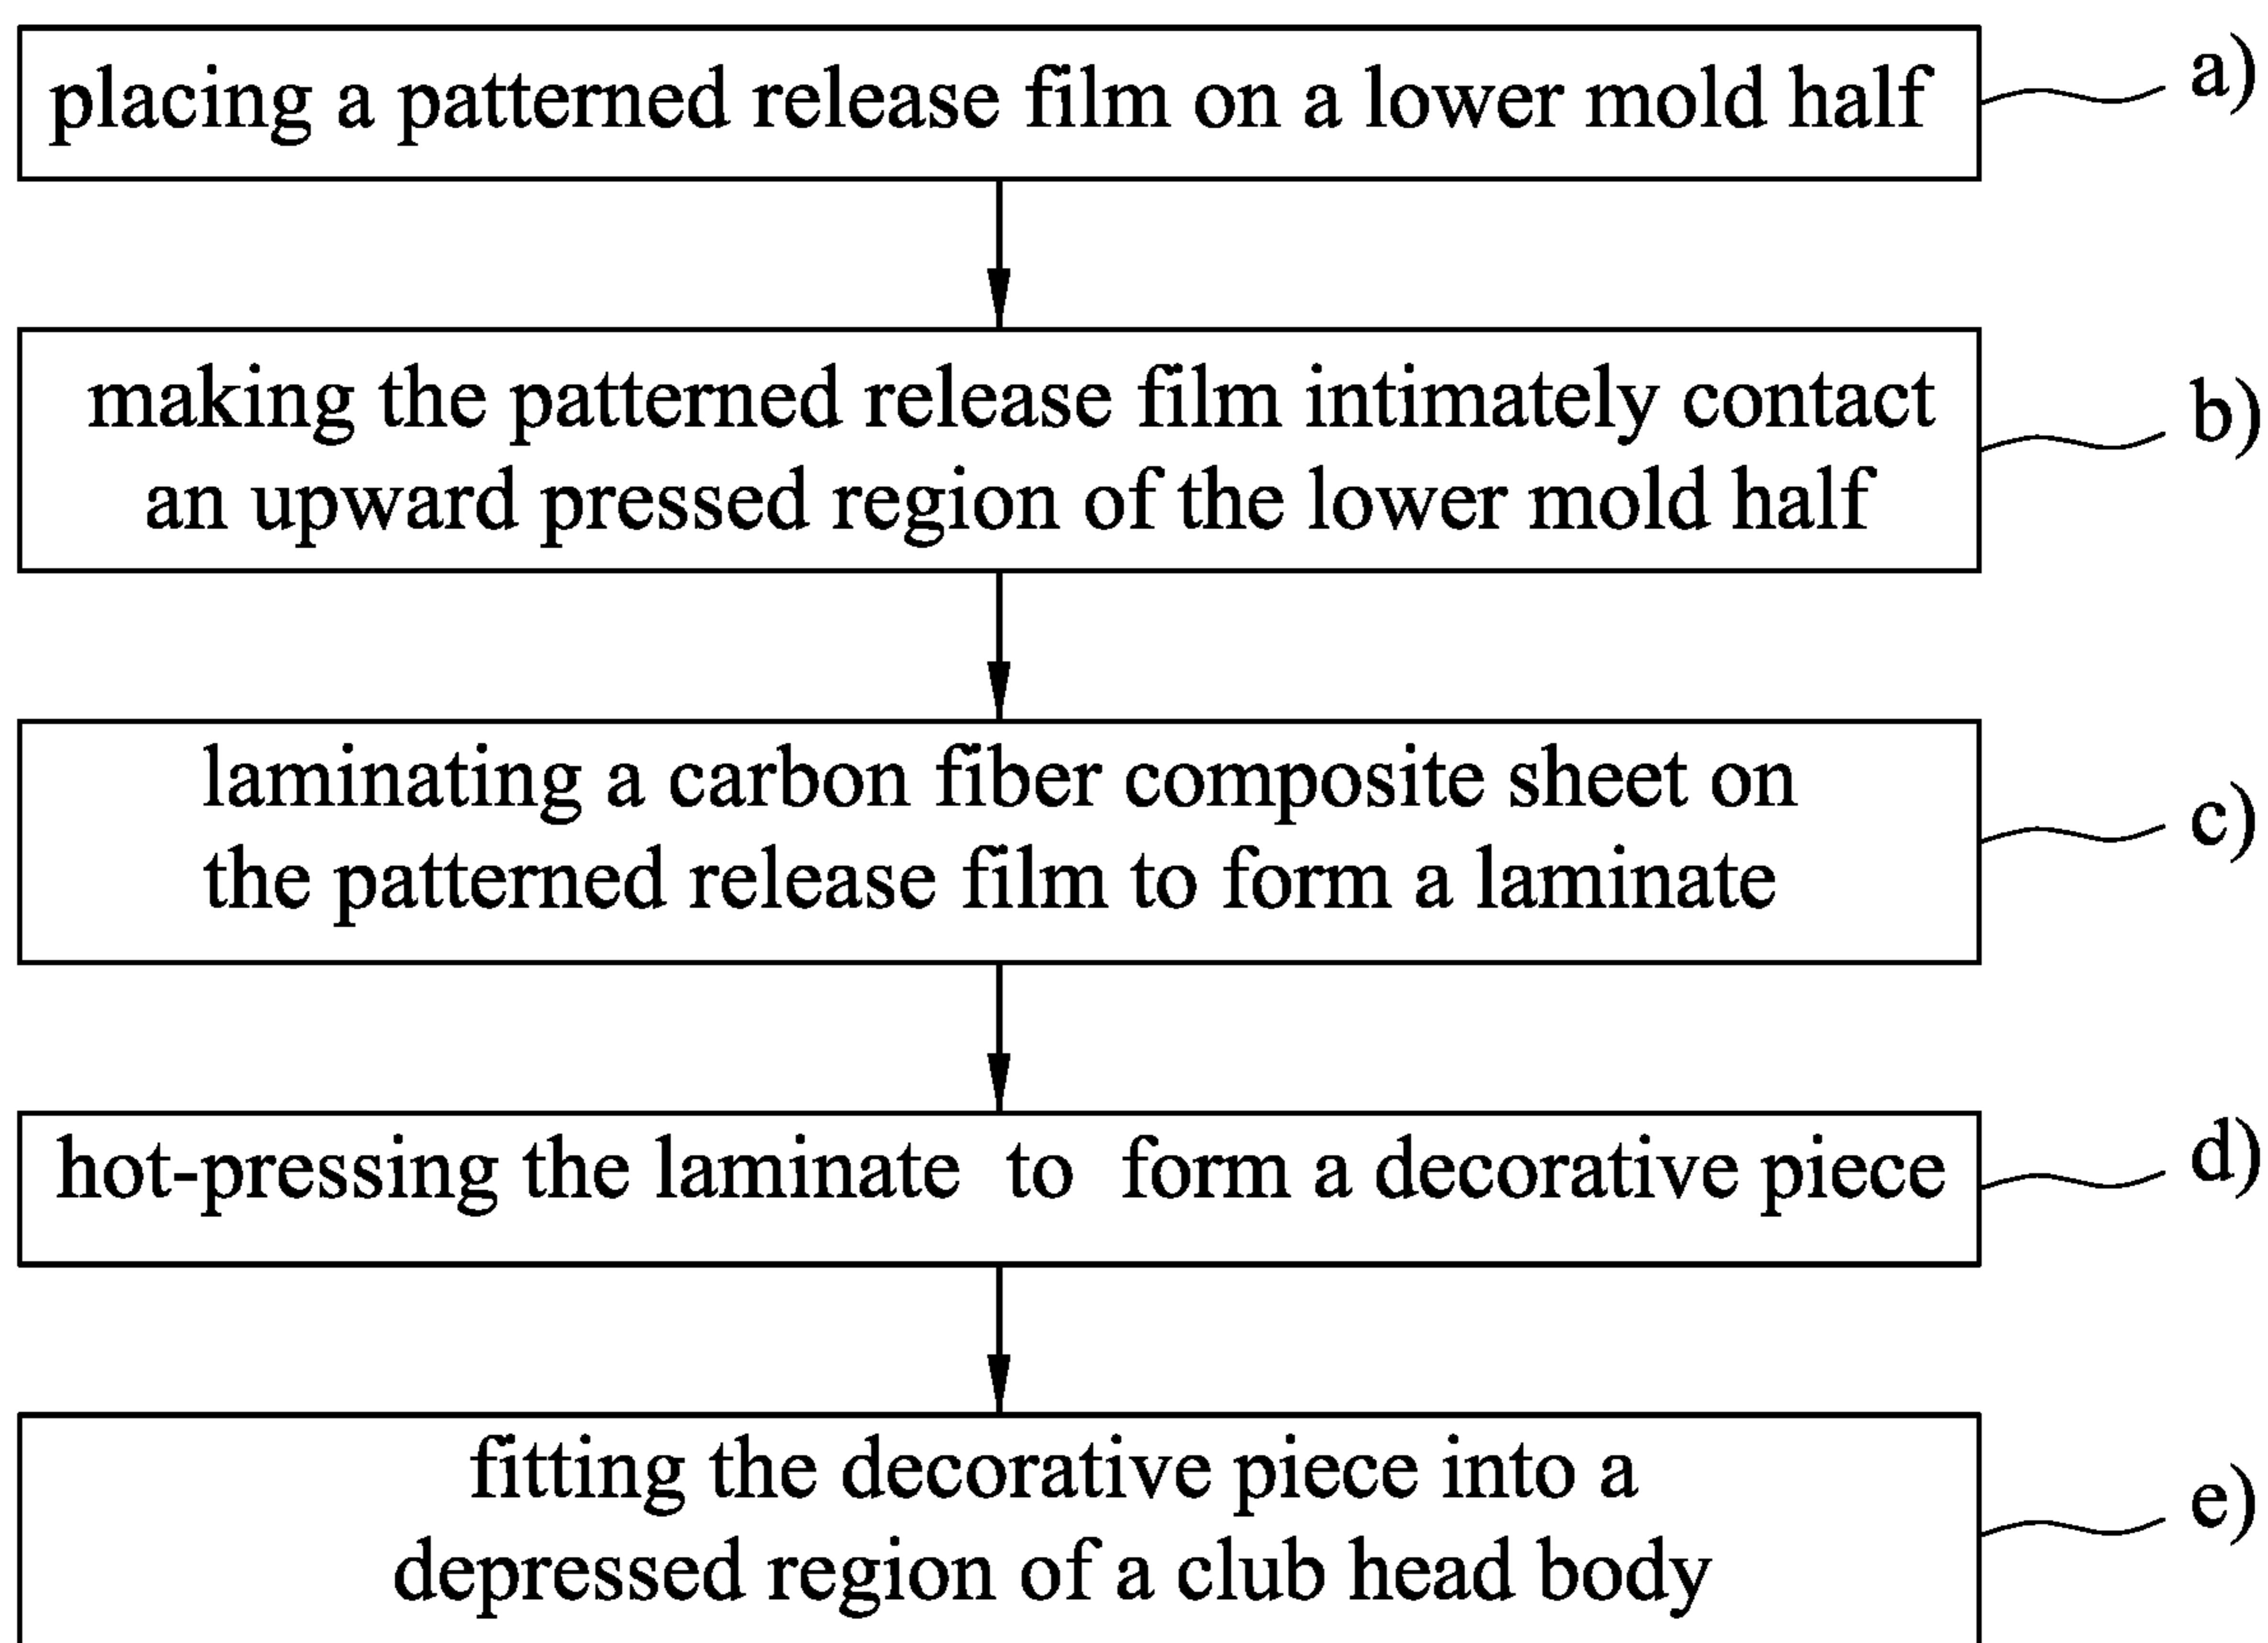 placing a patterned release film on a lower mold half
a)
making the patterned release film intimately contact
an upward pressed region of the lower mold half
b)
laminating a carbon fiber composite sheet on
the patterned release film to form a laminate
c)
hot-pressing the laminate to form a decorative piece
d)
fitting the decorative piece into a
depressed region of a club head body
e)